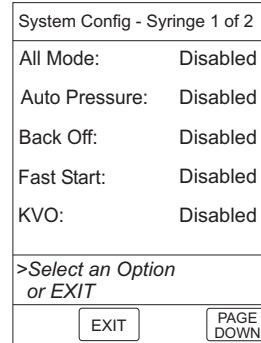 System Config - Syringe 1 of 2
All Mode: Disabled
Auto Pressure: Disabled
Back Off: Disabled
Fast Start: Disabled
KVO: Disabled
>Select an Option
or EXIT
EXIT
PAGE
DOWN